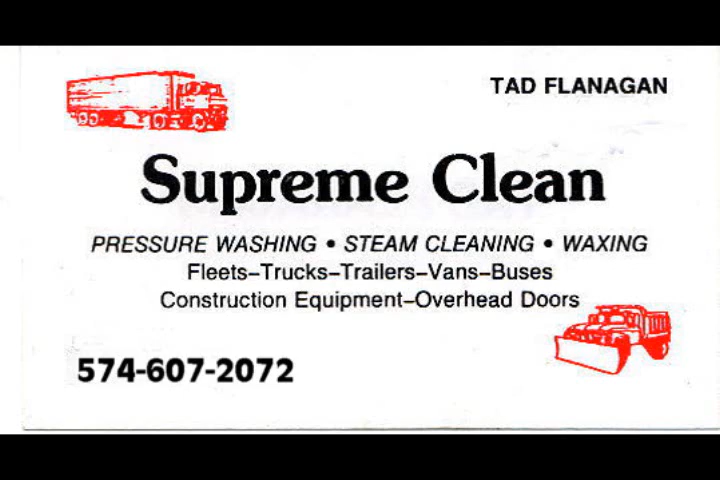 TAD FLANAGAN
Supreme Clean
PRESSURE WASHING • STEAM CLEANING • WAXING
Fleets–Trucks–Trailers–Vans–Buses
Construction Equipment–Overhead Doors
574-607-2072